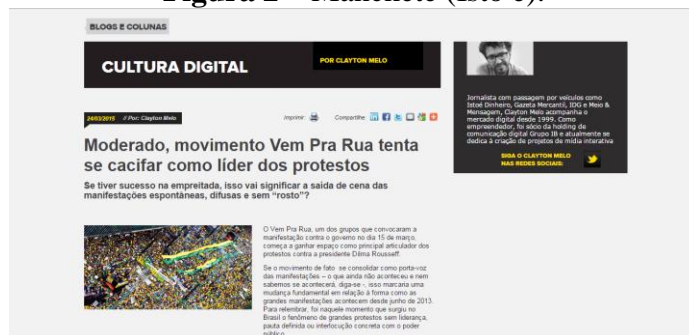 Figura 2 – Manchete (Isto é).
BLOGS E COLUNAS
CULTURA DIGITAL
POR CLAYTON MELO
24/03/2015 // Por: Clayton Melo
Imprimir:
Compartilhe:
Moderado, movimento Vem Pra Rua tenta
se cacifar como líder dos protestos
Se tiver sucesso na empreitada, isso vai significar a saída de cena das
manifestações espontâneas, difusas e sem “rosto”?
O Vem Pra Rua, um dos grupos que convocaram a
manifestação contra o governo no dia 15 de março,
começa a ganhar espaço como principal articulador dos
protestos contra a presidente Dilma Rousseff.
Se o movimento de fato se consolidar como porta-voz
das manifestações – o que ainda não aconteceu e nem
sabemos se acontecerá, diga-se -, isso marcaria uma
mudança fundamental em relação à forma como as
grandes manifestações acontecem desde junho de 2013.
Para relembrar, foi naquele momento que surgiu no
Brasil o fenômeno de grandes protestos sem liderança,
pauta definida ou interlocução concreta com o poder
público.
Jornalista com passagem por veículos como
Istoé Dinheiro, Gazeta Mercantil, IDG e Meio &
Mensagem, Clayton Melo acompanha o
mercado digital desde 1999. Como
empreendedor, foi sócio da holding de
comunicação digital Grupo IB e atualmente se
dedica à criação de projetos de mídia interativa
SIGA O CLAYTON MELO
NAS REDES SOCIAIS: